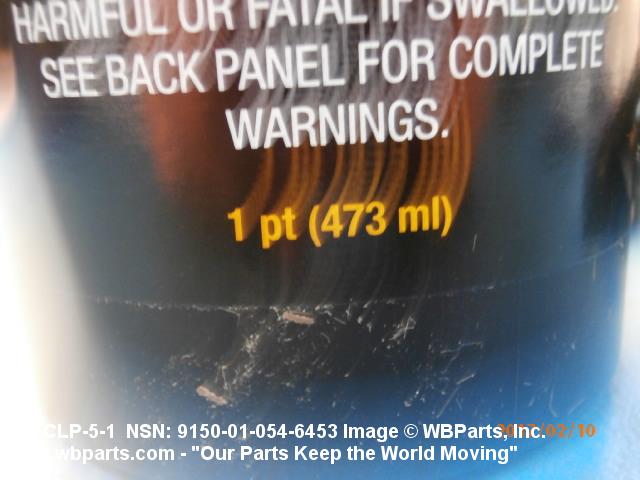 HARMFUL OR FATAL IF SWALLOWED.
SEE BACK PANEL FOR COMPLETE
WARNINGS.
1 pt (473 ml)
CLP-5-1 NSN: 9150-01-054-6453 Image © WBParts, Inc.
wbparts.com - "Our Parts Keep the World Moving"